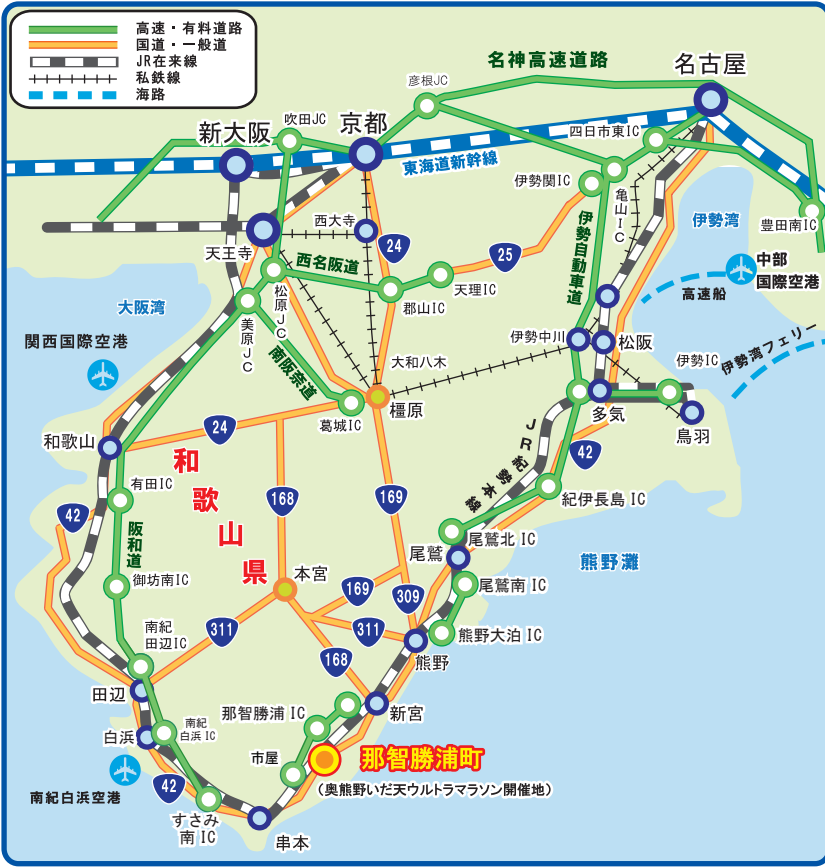 高速・有料道路
国道・一般道
JR在来線
私鉄線
海路
名神高速道路
名古屋
彦根JC
吹田JC
京都
新大阪
四日市東IC
東海道新幹線
伊勢関IC
亀山IC
伊勢湾
豊田南IC
西大寺
24
天王寺
西名阪道
25
伊勢自動車道
中部
国際空港
高速船
天理IC
郡山IC
松原JC
美原JC
大阪湾
関西国際空港
南阪奈道
大和八木
伊勢中川
松阪
伊勢IC
伊勢湾フェリー
橿原
葛城IC
多気
鳥羽
和歌山
24
JR紀勢本線
42
和歌山県
有田IC
168
169
紀伊長島IC
42
阪和道
尾鷲北IC
尾鷲
熊野灘
御坊南IC
本宮
169
309
尾鷲南IC
311
311
熊野大泊IC
熊野
168
南紀
田辺IC
田辺
那智勝浦IC
新宮
白浜
南紀
白浜IC
市屋
那智勝浦町
(奥熊野いだ天ウルトラマラソン開催地)
南紀白浜空港
42
すさみ
南IC
串本